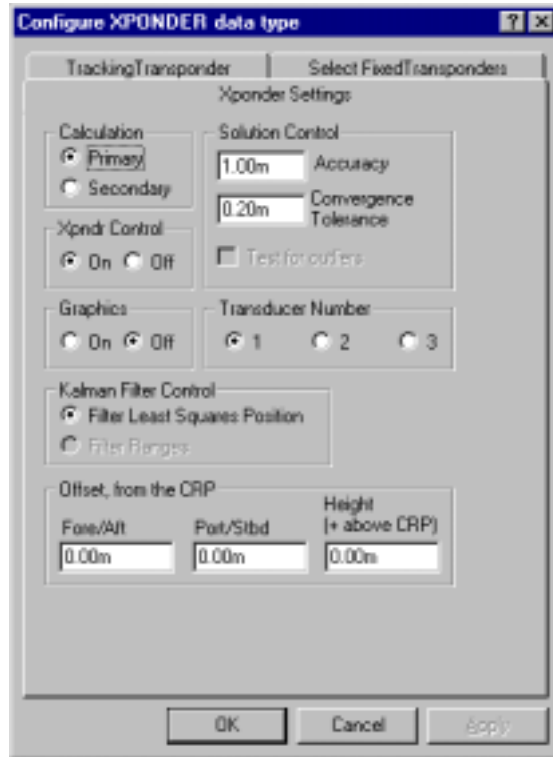 Configure XPONDER data type
TrackingTransponder
Select FixedTransponders
Xponder Settings
Calculation
Primary
Secondary
Solution Control
1.00m Accuracy
0.20m Convergence
Tolerance
Test for outliers
Xpndr Control
On Off
Graphics
On Off
Transducer Number
1 2 3
Kalman Filter Control
Filter Least Squares Position
Filter Ranges
Offset, from the CRP
Fore/Aft
0.00m
Port/Stbd
0.00m
Height
(+ above CRP)
0.00m
OK Cancel Apply